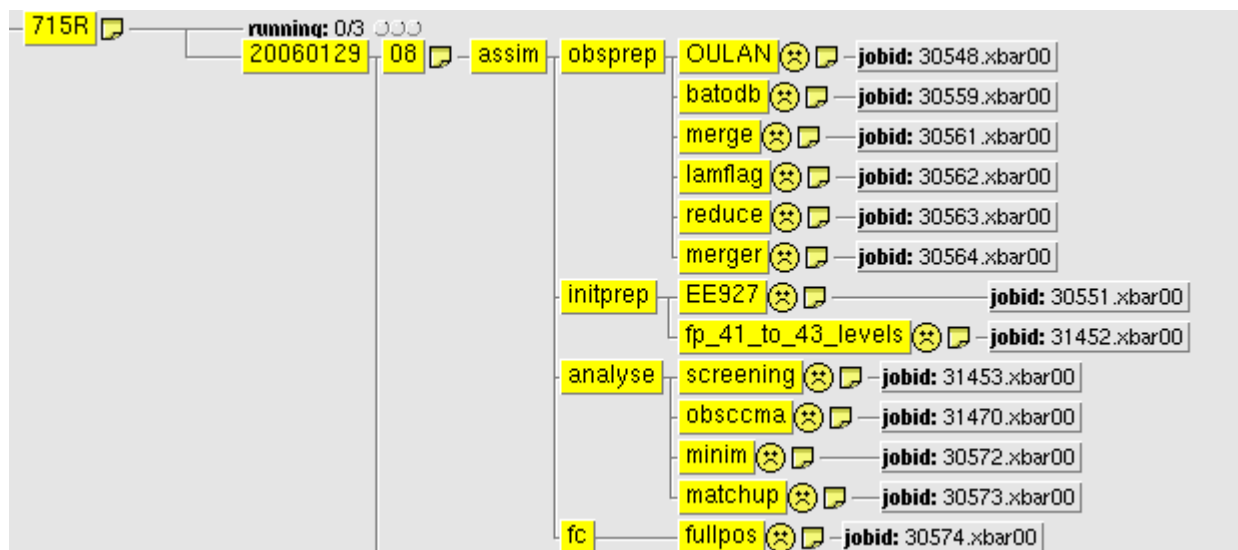 715R running: 0/3
20060129 08 assim obsprep OULAN jobid: 30548.xbar00
batodb jobid: 30559.xbar00
merge jobid: 30561.xbar00
lamflag jobid: 30562.xbar00
reduce jobid: 30563.xbar00
merger jobid: 30564.xbar00
initprep EE927 jobid: 30551.xbar00
fp_41_to_43_levels jobid: 31452.xbar00
analyse screening jobid: 31453.xbar00
obsccma jobid: 31470.xbar00
minim jobid: 30572.xbar00
matchup jobid: 30573.xbar00
fc fullpos jobid: 30574.xbar00